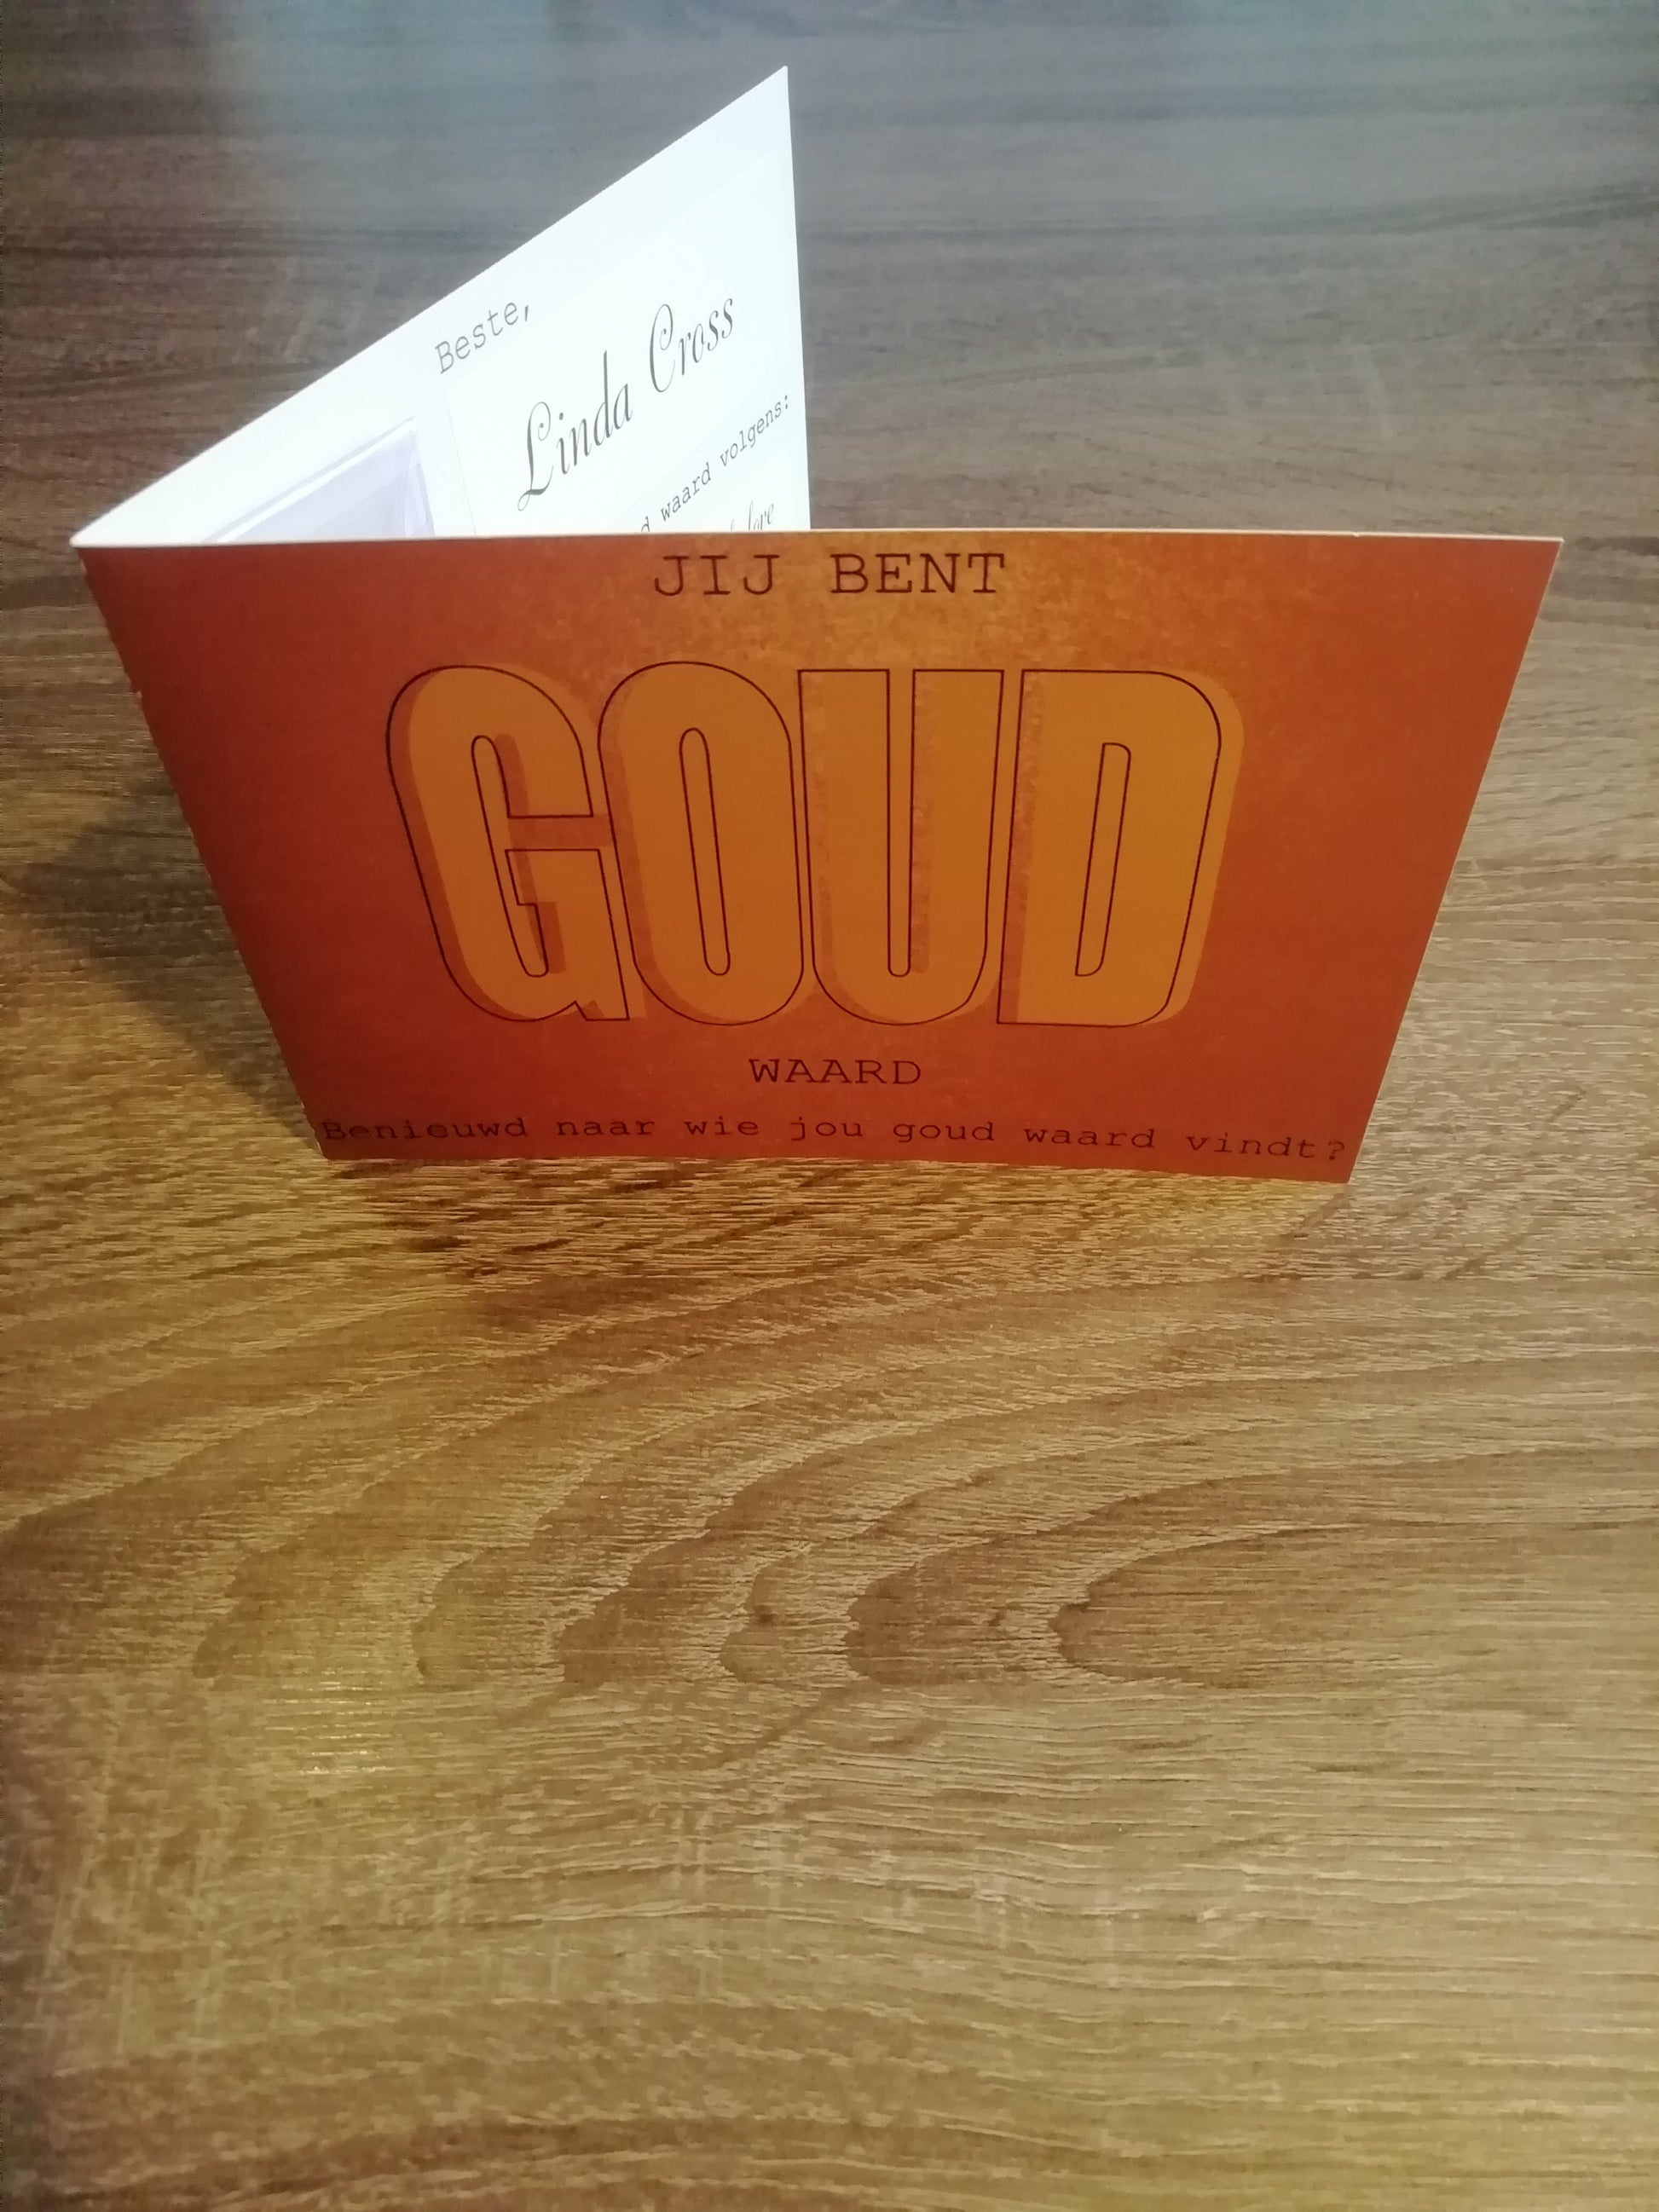 Beste,
Linda Cross
waard volgens:
JIJ BENT
GOUD
WAARD
Benieuwd naar wie jou goud waard vindt?